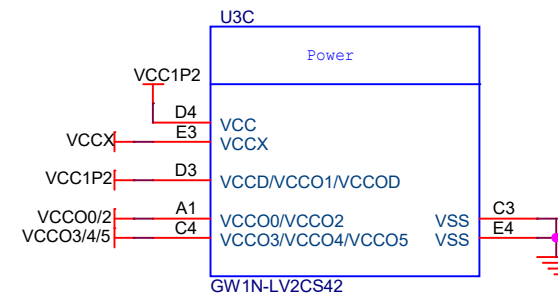 U3C
Power
VCC1P2
D4 VCC
VCCX E3 VCCX
VCC1P2 D3 VCCD/VCCO1/VCCOD
VCCO0/2 A1 VCCO0/VCCO2 VSS C3
VCCO3/4/5 C4 VCCO3/VCCO4/VCCO5 VSS E4
GW1N-LV2CS42